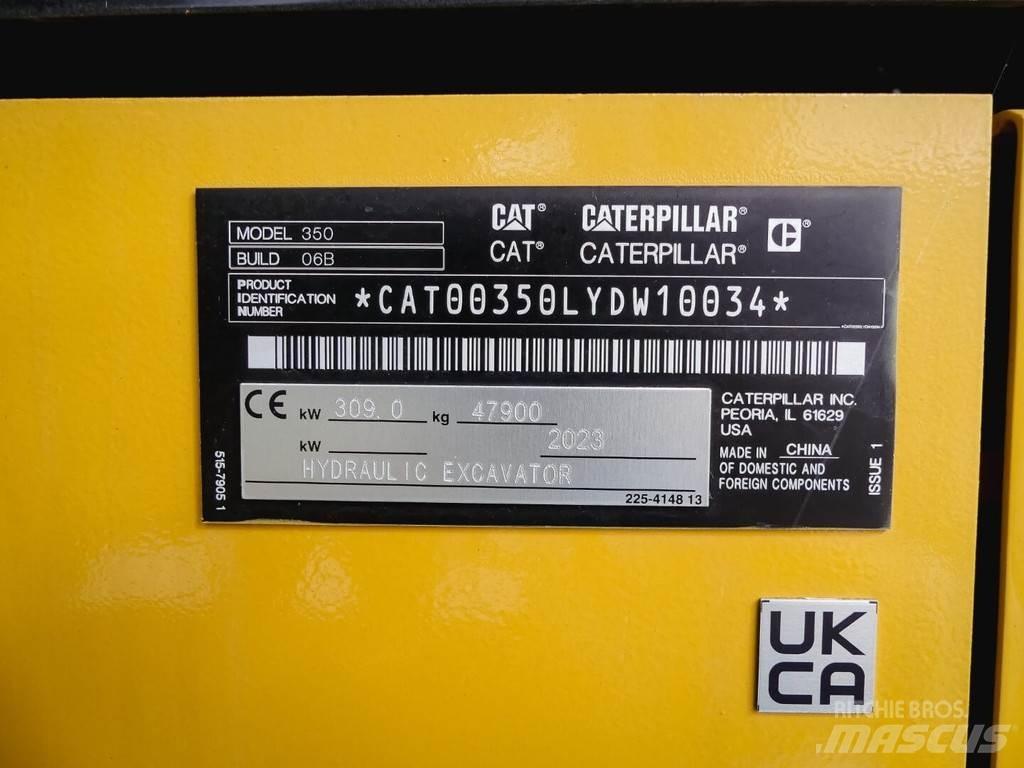 MODEL 350
BUILD 06B
CAT® CATERPILLAR® C®
CAT® CATERPILLAR®
PRODUCT
IDENTIFICATION
NUMBER
*CAT00350LYDW10034*
CE kW 309.0 kg 47900
kW 2023
HYDRAULIC EXCAVATOR
225-4148 13
CATERPILLAR INC.
PEORIA, IL 61629
USA
MADE IN CHINA
OF DOMESTIC AND
FOREIGN COMPONENTS
515-7905 1
ISSUE 1
UK
CA
RITCHIE BROS.
MASCUS